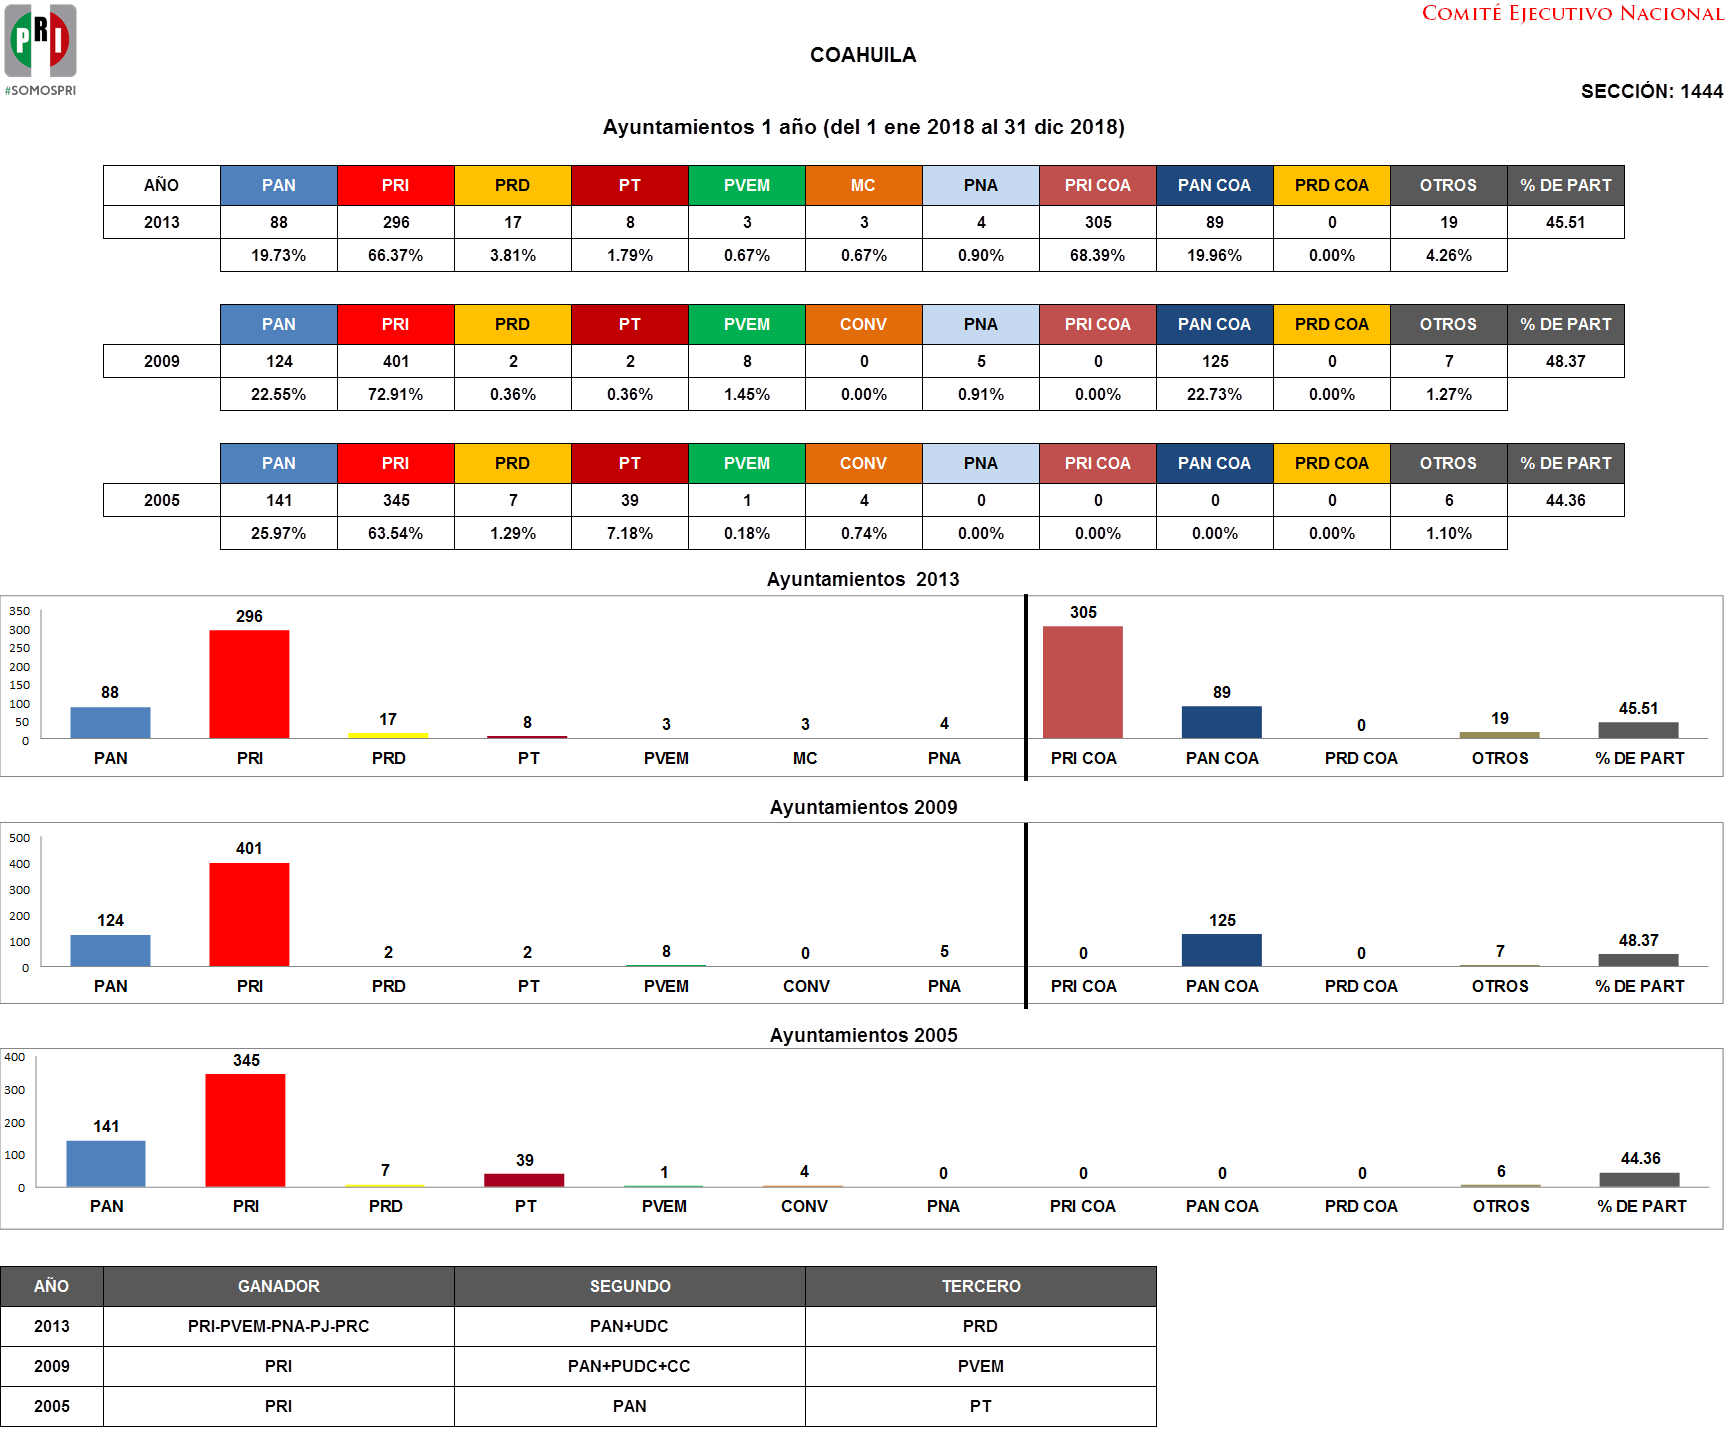 COMITÉ EJECUTIVO NACIONAL
PRI
#SOMOSPRI
COAHUILA
SECCIÓN: 1444
Ayuntamientos 1 año (del 1 ene 2018 al 31 dic 2018)
AÑO PAN PRI PRD PT PVEM MC PNA PRI COA PAN COA PRD COA OTROS % DE PART
2013 88 296 17 8 3 3 4 305 89 0 19 45.51
19.73% 66.37% 3.81% 1.79% 0.67% 0.67% 0.90% 68.39% 19.96% 0.00% 4.26%
PAN PRI PRD PT PVEM CONV PNA PRI COA PAN COA PRD COA OTROS % DE PART
2009 124 401 2 2 8 0 5 0 125 0 7 48.37
22.55% 72.91% 0.36% 0.36% 1.45% 0.00% 0.91% 0.00% 22.73% 0.00% 1.27%
PAN PRI PRD PT PVEM CONV PNA PRI COA PAN COA PRD COA OTROS % DE PART
2005 141 345 7 39 1 4 0 0 0 0 6 44.36
25.97% 63.54% 1.29% 7.18% 0.18% 0.74% 0.00% 0.00% 0.00% 0.00% 1.10%
Ayuntamientos 2013
350
300
250
200
150
100
50
0
88 296 17 8 3 3 4 305 89 0 19 45.51
PAN PRI PRD PT PVEM MC PNA PRI COA PAN COA PRD COA OTROS % DE PART
Ayuntamientos 2009
500
400
300
200
100
0
124 401 2 2 8 0 5 0 125 0 7 48.37
PAN PRI PRD PT PVEM CONV PNA PRI COA PAN COA PRD COA OTROS % DE PART
Ayuntamientos 2005
400
300
200
100
0
141 345 7 39 1 4 0 0 0 0 6 44.36
PAN PRI PRD PT PVEM CONV PNA PRI COA PAN COA PRD COA OTROS % DE PART
AÑO GANADOR SEGUNDO TERCERO
2013 PRI-PVEM-PNA-PJ-PRC PAN+UDC PRD
2009 PRI PAN+PUDC+CC PVEM
2005 PRI PAN PT